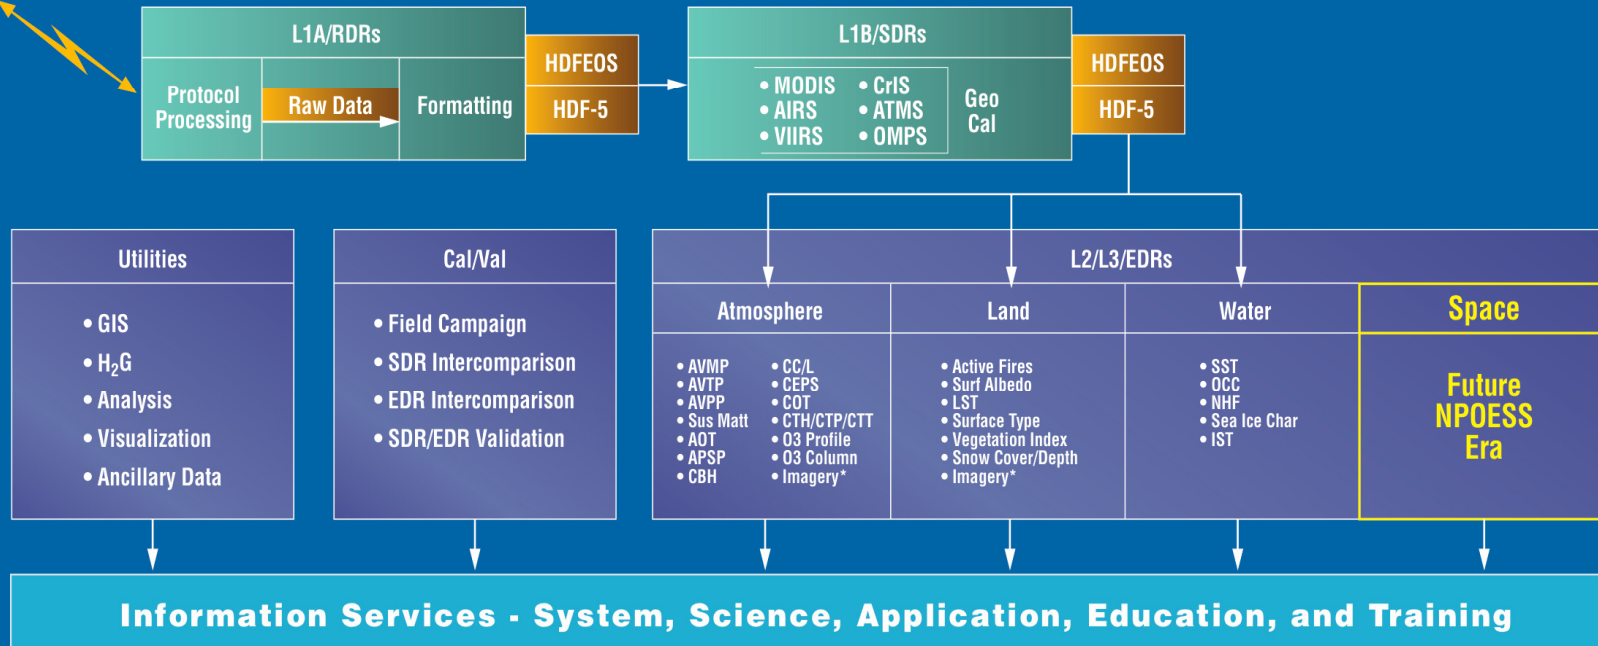 L1A/RDRs
Protocol
Processing
Raw Data
Formatting
HDFEOS
HDF-5
L1B/SDRs
• MODIS
• AIRS
• VIIRS
• CrIS
• ATMS
• OMPS
Geo
Cal
HDFEOS
HDF-5
Utilities
• GIS
• H₂G
• Analysis
• Visualization
• Ancillary Data
Cal/Val
• Field Campaign
• SDR Intercomparison
• EDR Intercomparison
• SDR/EDR Validation
L2/L3/EDRs
Atmosphere
• AVMP
• AVTP
• AVPP
• Sus Matt
• AOT
• APSP
• CBH
• CC/L
• CEPS
• COT
• CTH/CTP/CTT
• O3 Profile
• O3 Column
• Imagery*
Land
• Active Fires
• Surf Albedo
• LST
• Surface Type
• Vegetation Index
• Snow Cover/Depth
• Imagery*
Water
• SST
• OCC
• NHF
• Sea Ice Char
• IST
Space
Future
NPOESS
Era
Information Services - System, Science, Application, Education, and Training